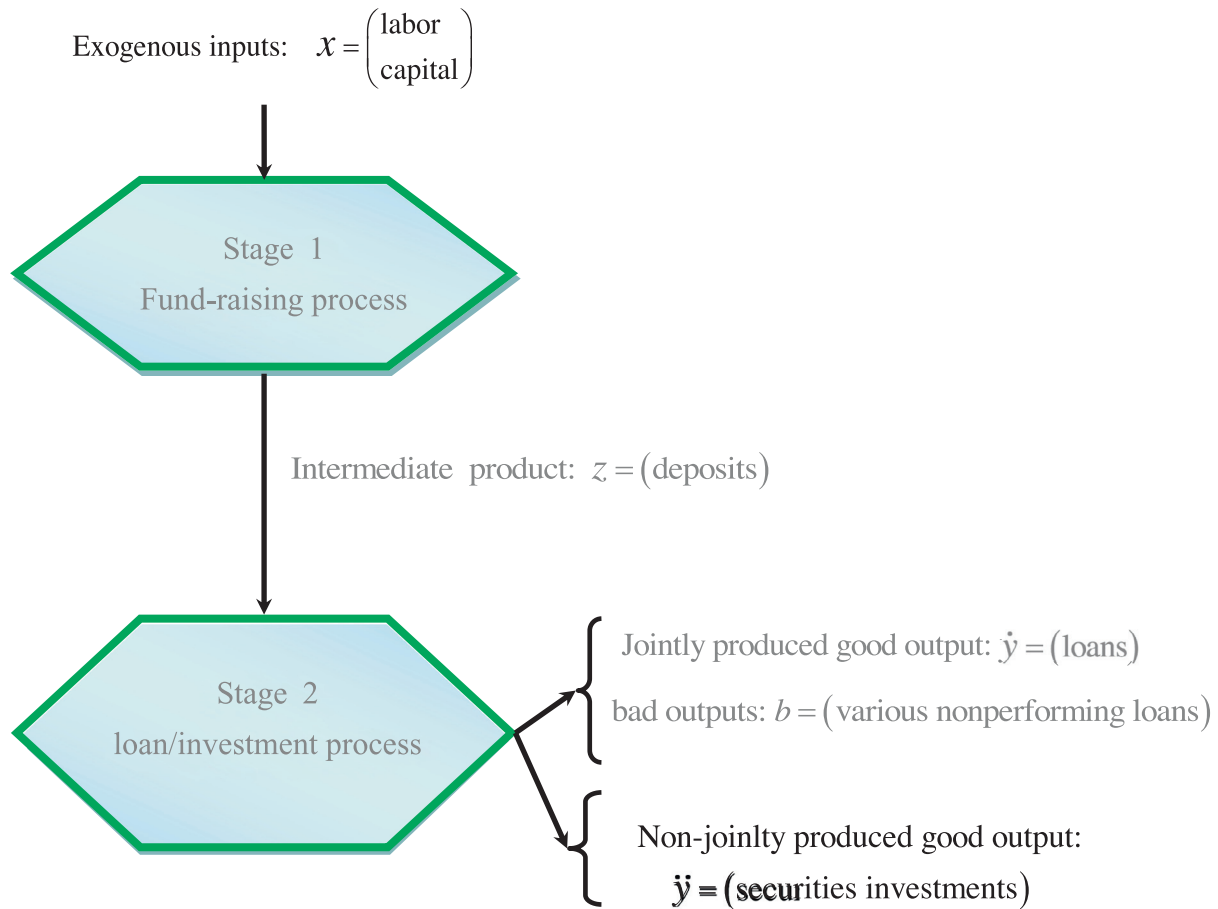 Exogenous inputs: x = (labor
capital)
Stage 1
Fund-raising process
Intermediate product: z = (deposits)
Stage 2
loan/investment process
Jointly produced good output: ẏ = (loans)
bad outputs: b = (various nonperforming loans)
Non-joinlty produced good output:
ÿ = (securities investments)